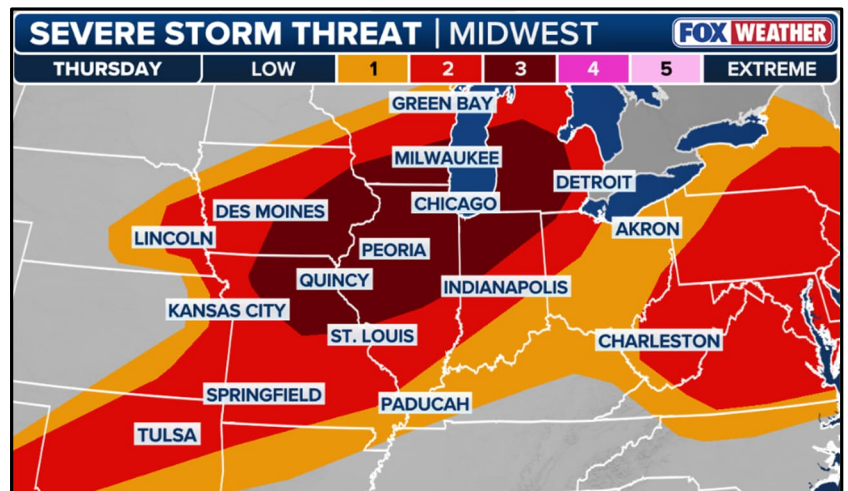 SEVERE STORM THREAT | MIDWEST
FOX WEATHER
THURSDAY LOW 1 2 3 4 5 EXTREME
GREEN BAY
MILWAUKEE
DETROIT
CHICAGO
DES MOINES
AKRON
LINCOLN
PEORIA
QUINCY
INDIANAPOLIS
KANSAS CITY
ST. LOUIS
CHARLESTON
SPRINGFIELD
PADUCAH
TULSA